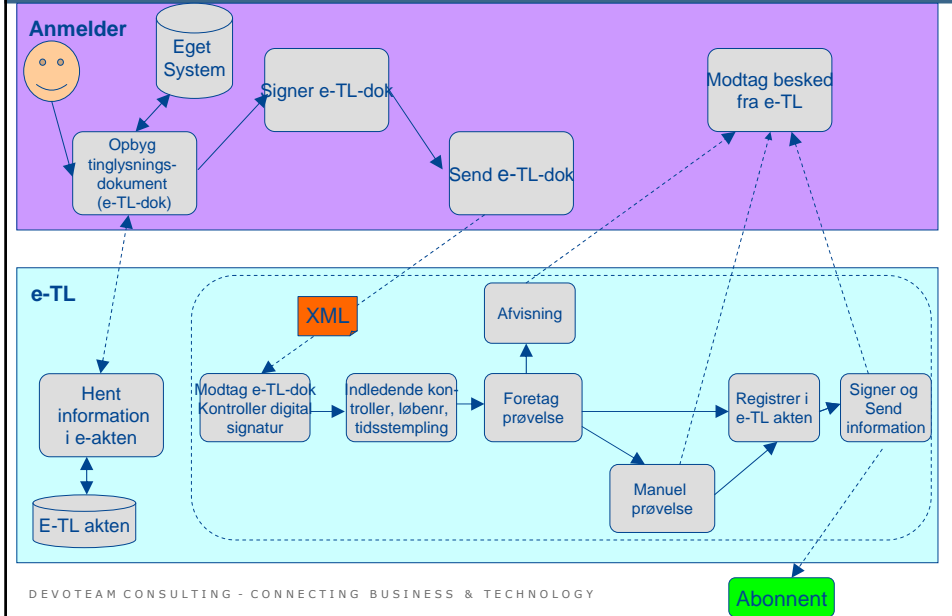 Anmelder
Eget
System
Signer e-TL-dok
Modtag besked
fra e-TL
Opbyg
tinglysnings-
dokument
(e-TL-dok)
Send e-TL-dok
e-TL
XML
Afvisning
Hent
information
i e-akten
Modtag e-TL-dok
Kontroller digital
signatur
Indledende kon-
troller, løbenr,
tidsstempling
Foretag
prøvelse
Registrer i
e-TL akten
Signer og
Send
information
Manuel
prøvelse
E-TL akten
Abonnent
DEVOTEAM CONSULTING - CONNECTING BUSINESS & TECHNOLOGY